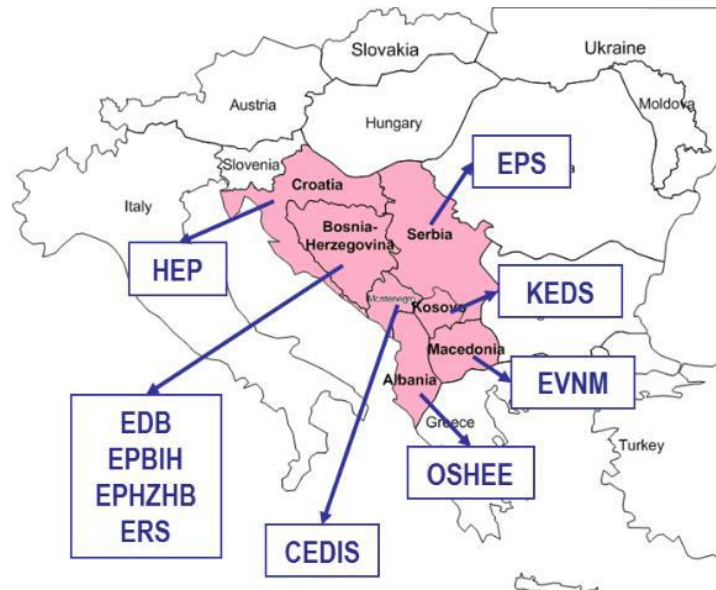 Slovakia
Ukraine
Austria
Moldova
Hungary
Slovenia
EPS
a
Croatia
Italy
Bosnia-
Herzegovina
Serbia
HEP
KEDS
Montenegro
Kosovo
Macedonia
EVNM
Albania
EDB
EPBIH
EPHZHB
ERS
Greece
Turkey
OSHEE
CEDIS